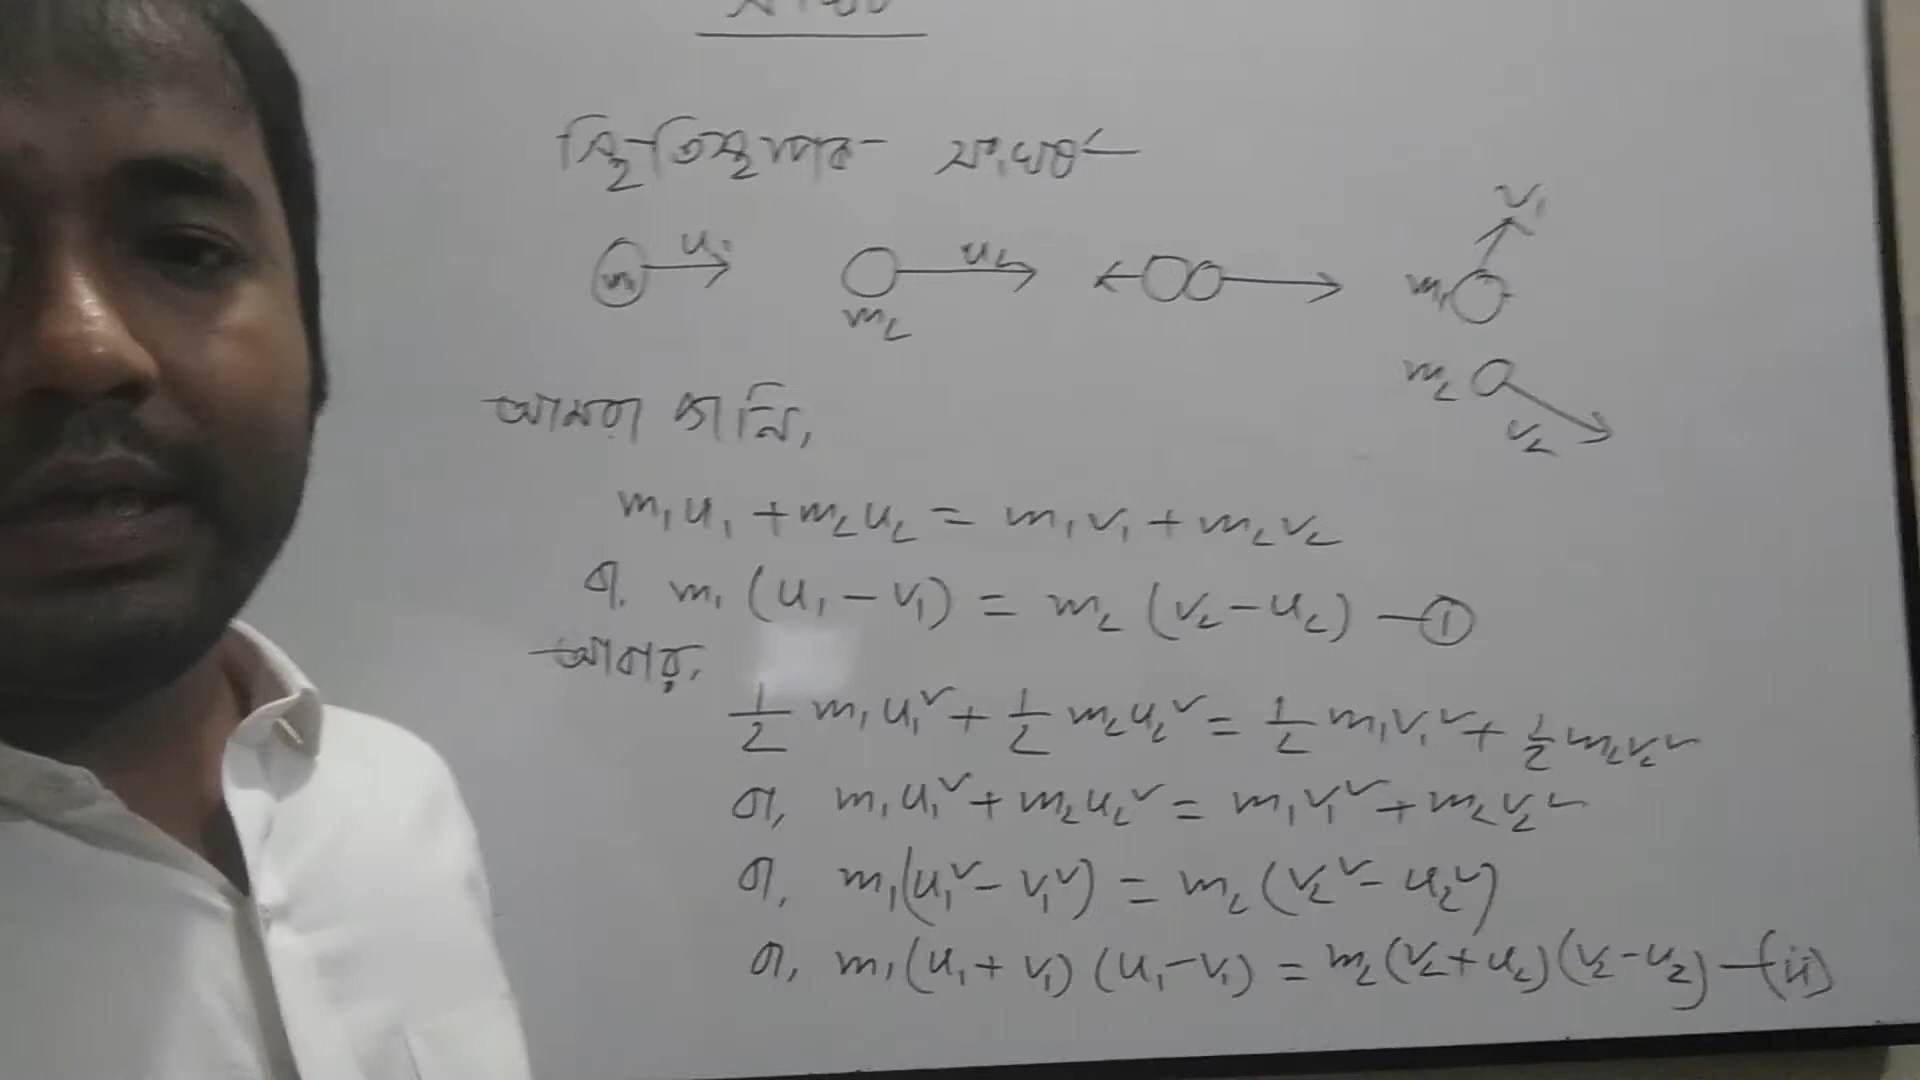 দ্বি-তিস্থাপক সংঘর্ষ
m₁ u₁ m₂ u₂ m₁ v₁
m₂ v₂
আমরা জানি,
m₁u₁ + m₂u₂ = m₁v₁ + m₂v₂
বা, m₁ (u₁ - v₁) = m₂ (v₂ - u₂) — ①
আবার,
1/2 m₁u₁² + 1/2 m₂u₂² = 1/2 m₁v₁² + 1/2 m₂v₂²
বা, m₁u₁² + m₂u₂² = m₁v₁² + m₂v₂²
বা, m₁(u₁² - v₁²) = m₂ (v₂² - u₂²)
বা, m₁(u₁ + v₁) (u₁ - v₁) = m₂(v₂ + u₂)(v₂ - u₂) — (ii)